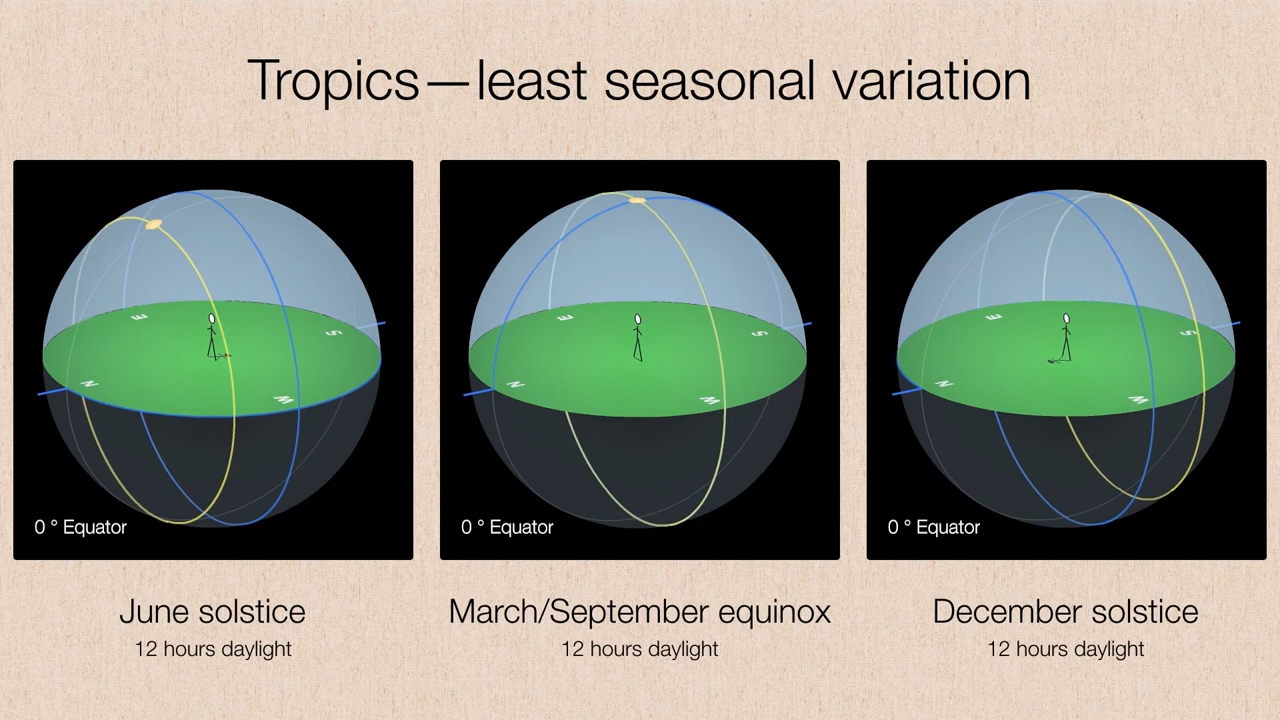 Tropics—least seasonal variation
E
S
N
W
0 ° Equator
E
S
N
W
0 ° Equator
E
S
N
W
0 ° Equator
June solstice
12 hours daylight
March/September equinox
12 hours daylight
December solstice
12 hours daylight